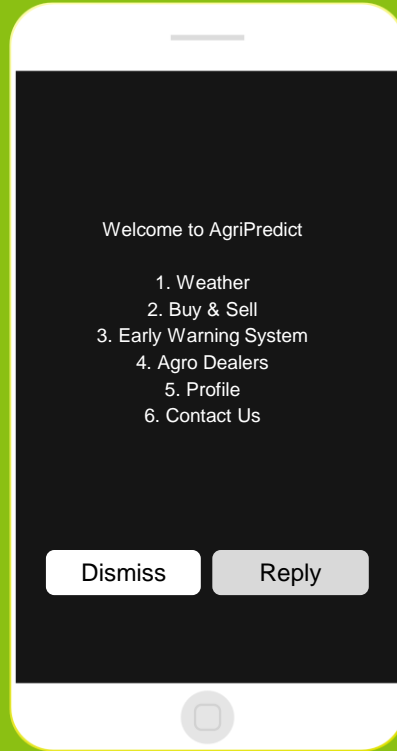 Welcome to AgriPredict
1. Weather
2. Buy & Sell
3. Early Warning System
4. Agro Dealers
5. Profile
6. Contact Us
Dismiss Reply